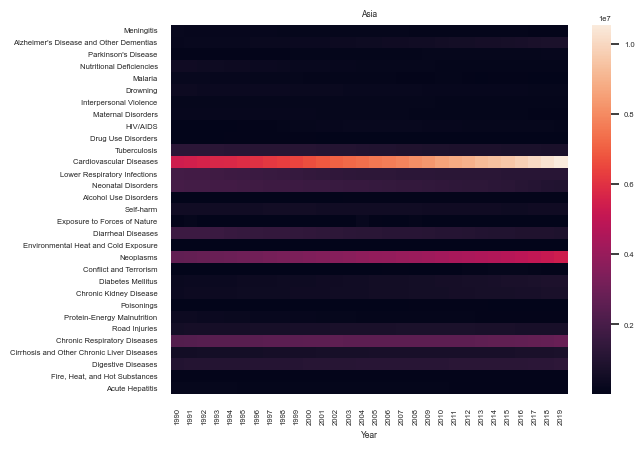 Asia
1e7
Meningitis
Alzheimer's Disease and Other Dementias
Parkinson's Disease
Nutritional Deficiencies
Malaria
Drowning
Interpersonal Violence
Maternal Disorders
HIV/AIDS
Drug Use Disorders
Tuberculosis
Cardiovascular Diseases
Lower Respiratory Infections
Neonatal Disorders
Alcohol Use Disorders
Self-harm
Exposure to Forces of Nature
Diarrheal Diseases
Environmental Heat and Cold Exposure
Neoplasms
Conflict and Terrorism
Diabetes Mellitus
Chronic Kidney Disease
Poisonings
Protein-Energy Malnutrition
Road Injuries
Chronic Respiratory Diseases
Cirrhosis and Other Chronic Liver Diseases
Digestive Diseases
Fire, Heat, and Hot Substances
Acute Hepatitis
1.0
0.8
0.6
0.4
0.2
1990 1991 1992 1993 1994 1995 1996 1997 1998 1999 2000 2001 2002 2003 2004 2005 2006 2007 2008 2009 2010 2011 2012 2013 2014 2015 2016 2017 2018 2019
Year